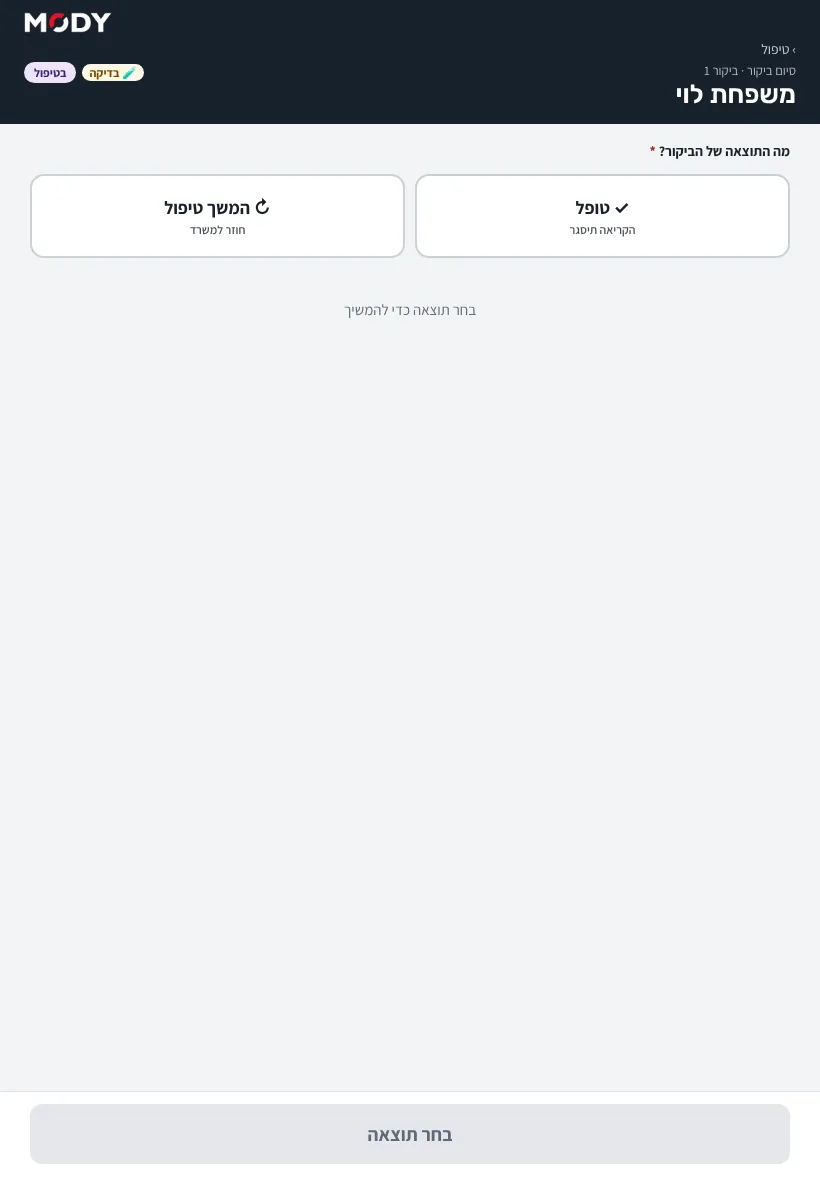 MODY
› טיפול
סיום ביקור · ביקור 1
משפחת לוי
🧪 בדיקה
בטיפול
מה התוצאה של הביקור? *
✓ טופל
הקריאה תיסגר
↻ המשך טיפול
חוזר למשרד
בחר תוצאה כדי להמשיך
בחר תוצאה